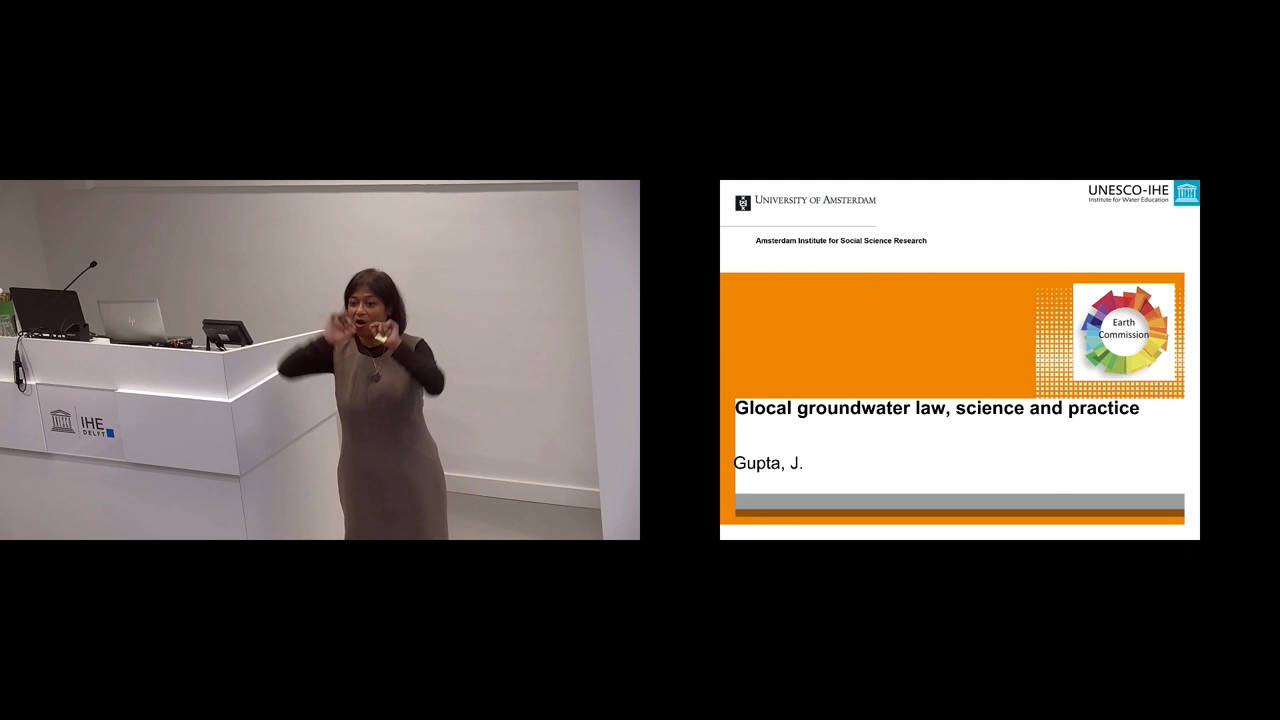 hp
IHE
DELFT
UNIVERSITY OF AMSTERDAM
UNESCO-IHE
Institute for Water Education
Amsterdam Institute for Social Science Research
Earth
Commission
Glocal groundwater law, science and practice
Gupta, J.